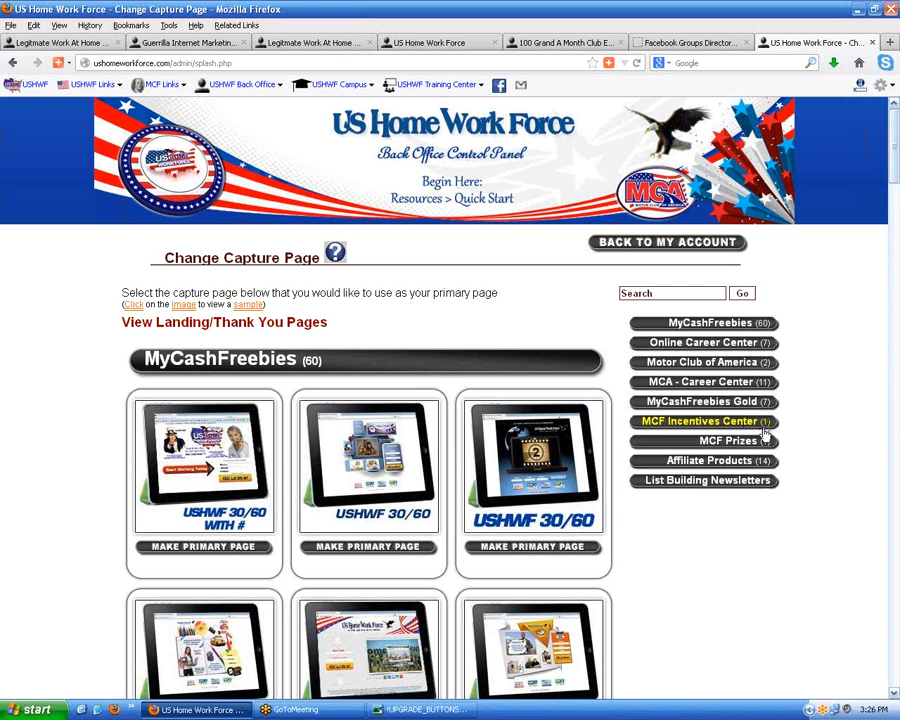 US Home Work Force - Change Capture Page - Mozilla Firefox
File Edit View History Bookmarks Tools Help Related Links
Legitmate Work At Home ...
Guerrilla Internet Marketin...
Legitmate Work At Home ...
US Home Work Force
100 Grand A Month Club E...
Facebook Groups Director...
US Home Work Force - Ch...
ushomeworkforce.com/admin/splash.php
Google
USHWF
USHWF Links
MCF Links
USHWF Back Office
USHWF Campus
USHWF Training Center
US Home Work Force
Back Office Control Panel
Begin Here:
Resources > Quick Start
MCA
BACK TO MY ACCOUNT
Change Capture Page
Select the capture page below that you would like to use as your primary page
(Click on the image to view a sample)
View Landing/Thank You Pages
Search Go
MyCashFreebies (60)
Online Career Center (7)
Motor Club of America (2)
MCA - Career Center (11)
MyCashFreebies Gold (7)
MCF Incentives Center (1)
MCF Prizes
Affiliate Products (14)
List Building Newsletters
MyCashFreebies (60)
Start Working Today
USHWF 30/60
WITH #
USHWF 30/60
2
USHWF 30/60
MAKE PRIMARY PAGE
MAKE PRIMARY PAGE
MAKE PRIMARY PAGE
US Home Work Force
start
US Home Work Force ...
GoToMeeting
!UPGRADE_BUTTONS...
3:26 PM